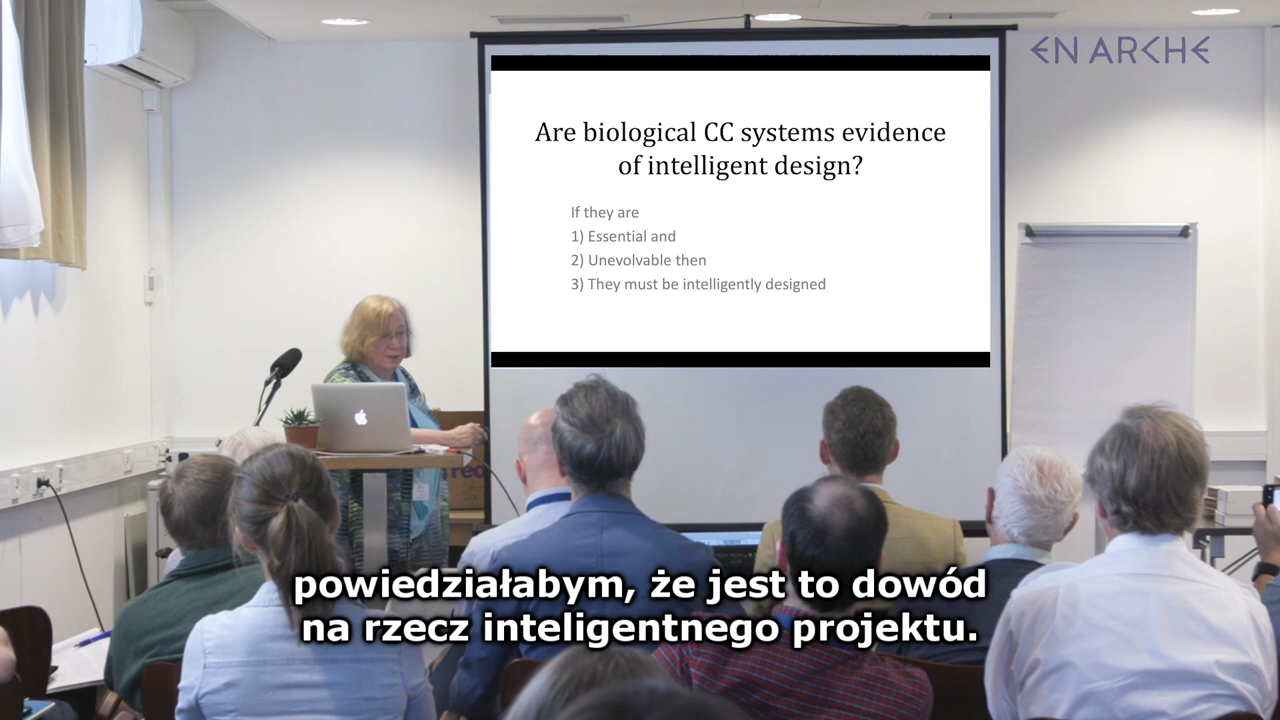 EN ARCHE
Are biological CC systems evidence
of intelligent design?
If they are
1) Essential and
2) Unevolvable then
3) They must be intelligently designed
red
powiedziałabym, że jest to dowód
na rzecz inteligentnego projektu.